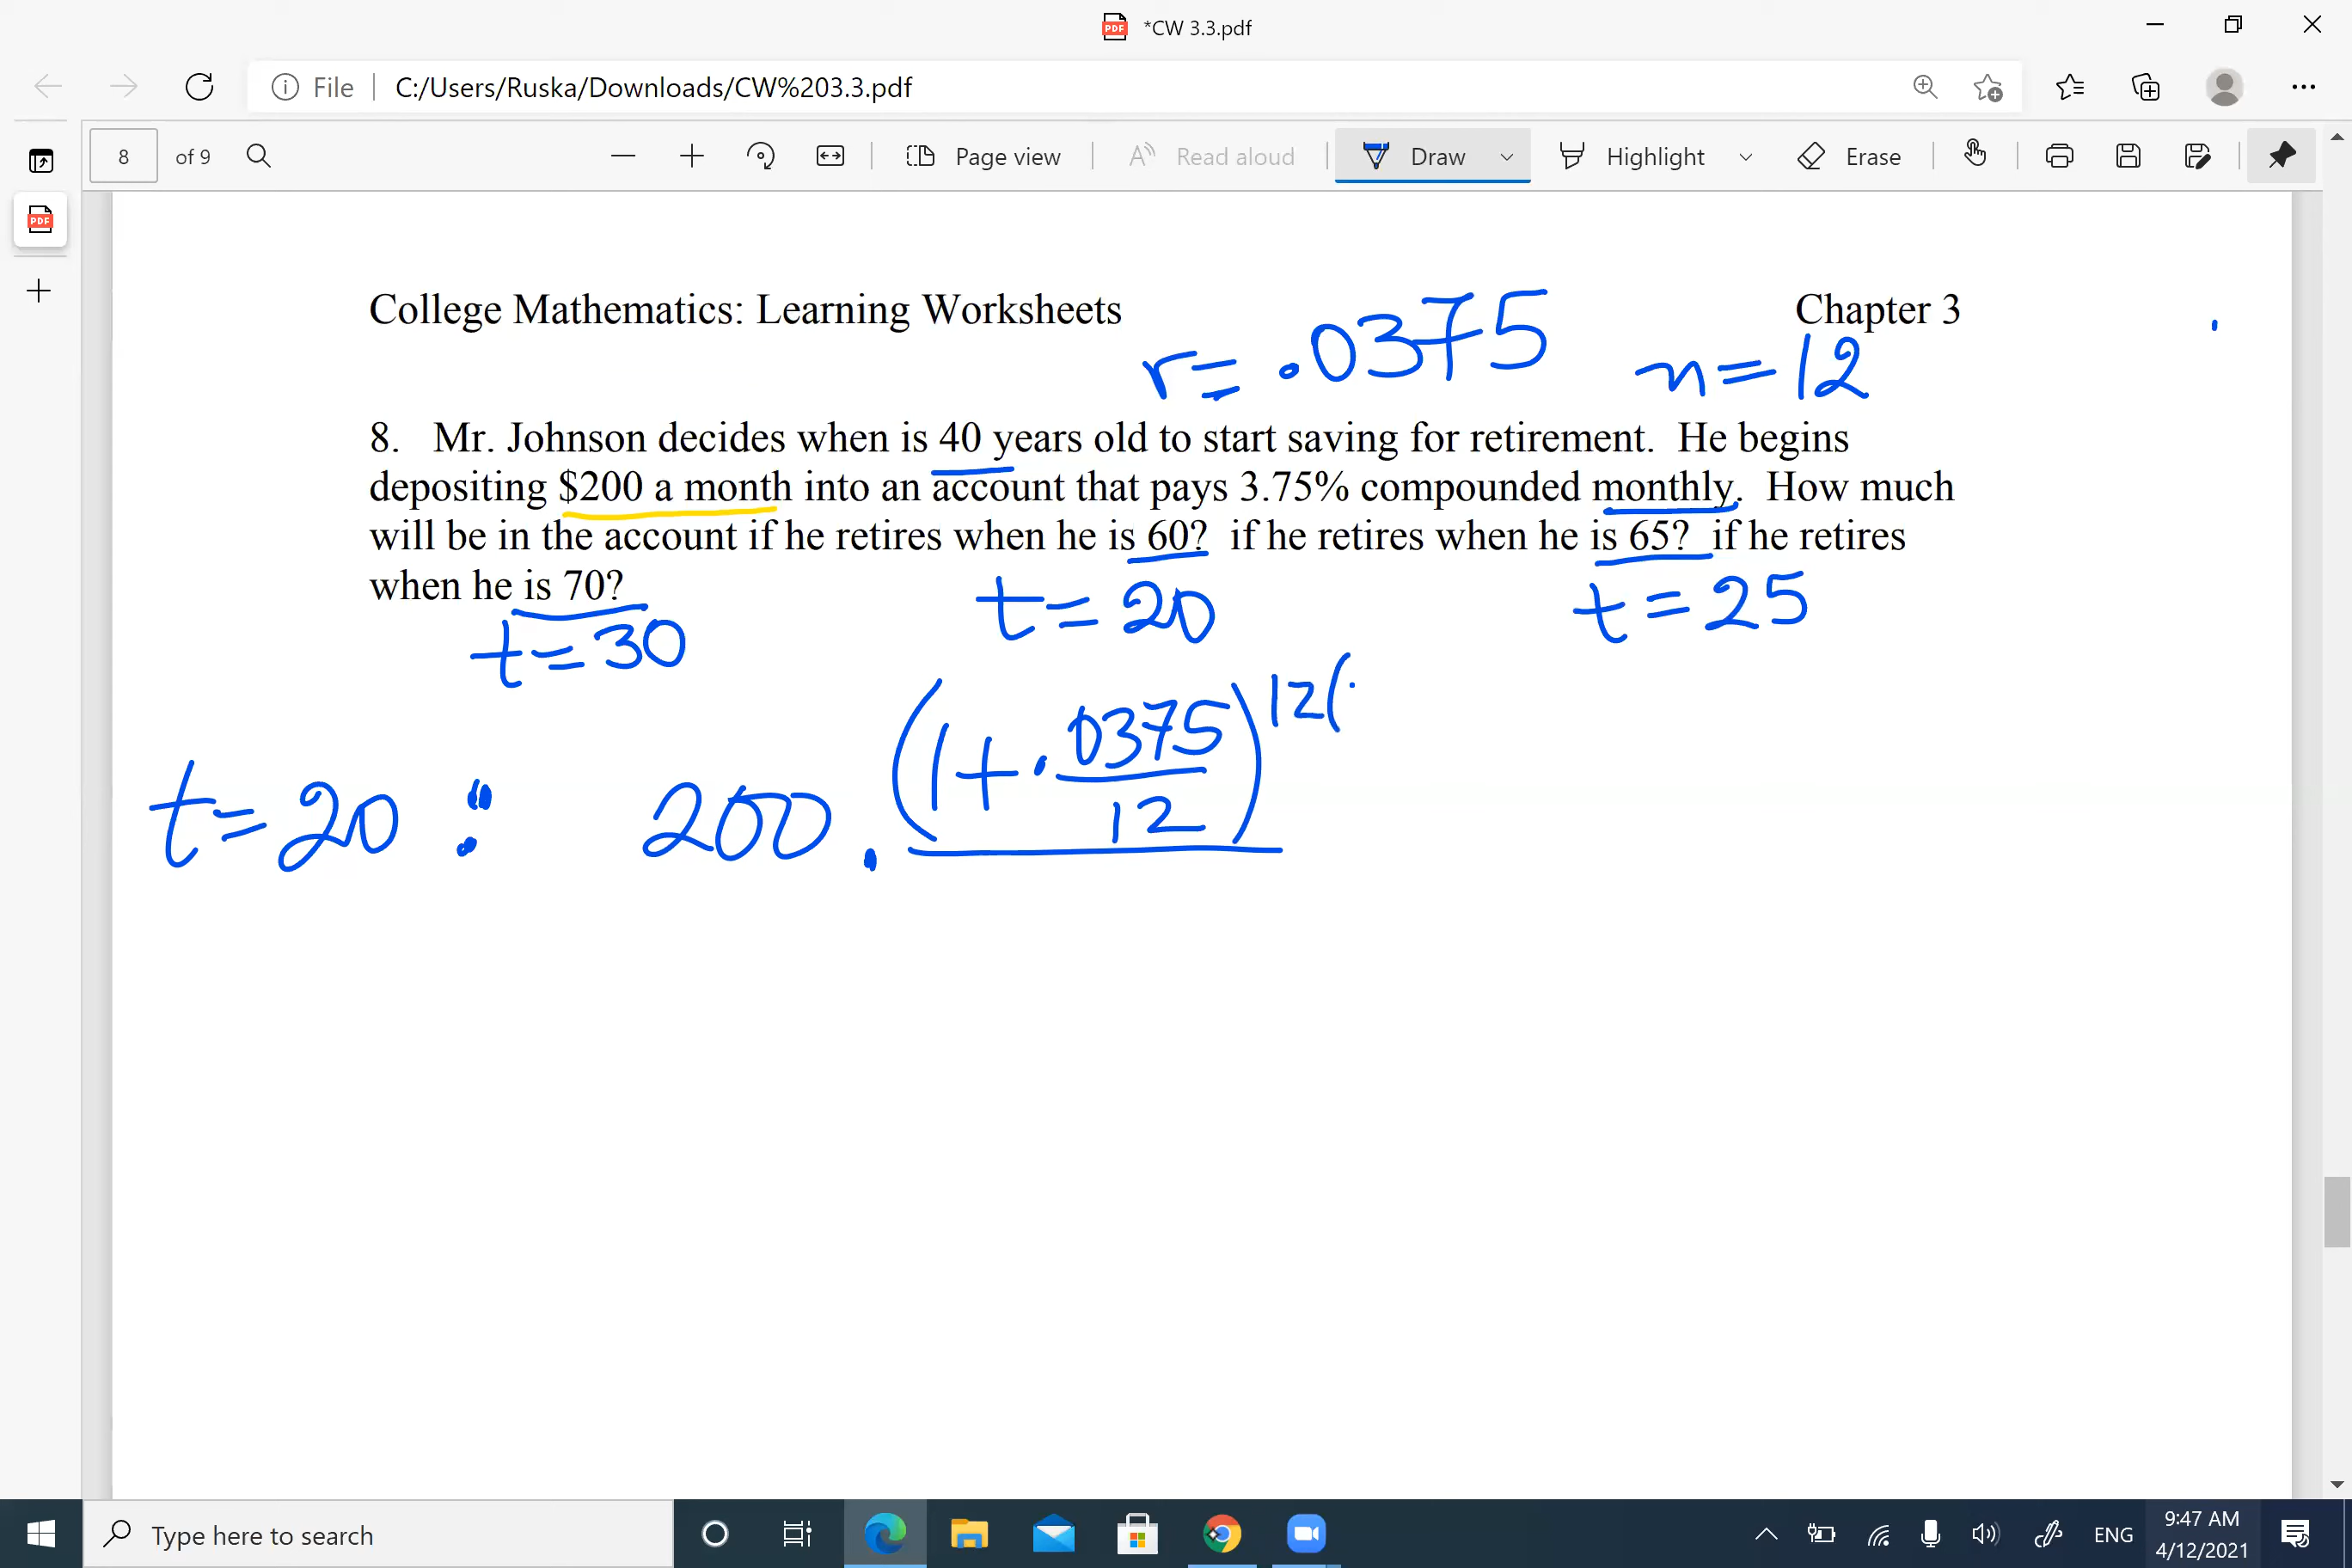 *CW 3.3.pdf
File C:/Users/Ruska/Downloads/CW%203.3.pdf
8 of 9 Page view Read aloud Draw Highlight Erase
College Mathematics: Learning Worksheets Chapter 3
r= .0375 n=12
8. Mr. Johnson decides when is 40 years old to start saving for retirement. He begins
depositing $200 a month into an account that pays 3.75% compounded monthly. How much
will be in the account if he retires when he is 60? if he retires when he is 65? if he retires
when he is 70?
t=30 t=20 t=25
t=20 : 200 · (1+ .0375/12)^12(
Type here to search
ENG 9:47 AM
4/12/2021